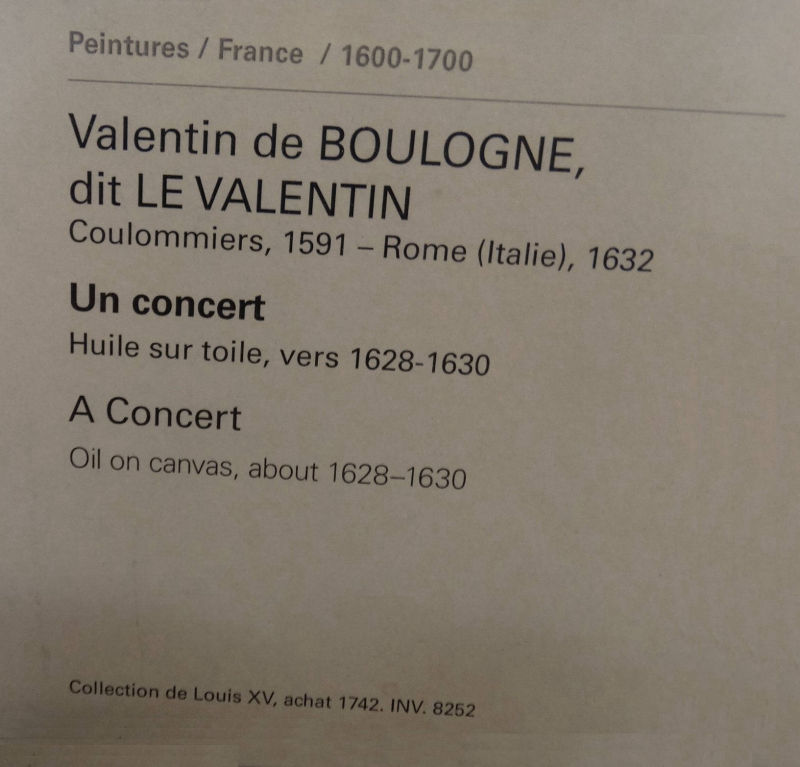 Peintures / France / 1600-1700
Valentin de BOULOGNE,
dit LE VALENTIN
Coulommiers, 1591 – Rome (Italie), 1632
Un concert
Huile sur toile, vers 1628-1630
A Concert
Oil on canvas, about 1628–1630
Collection de Louis XV, achat 1742. INV. 8252